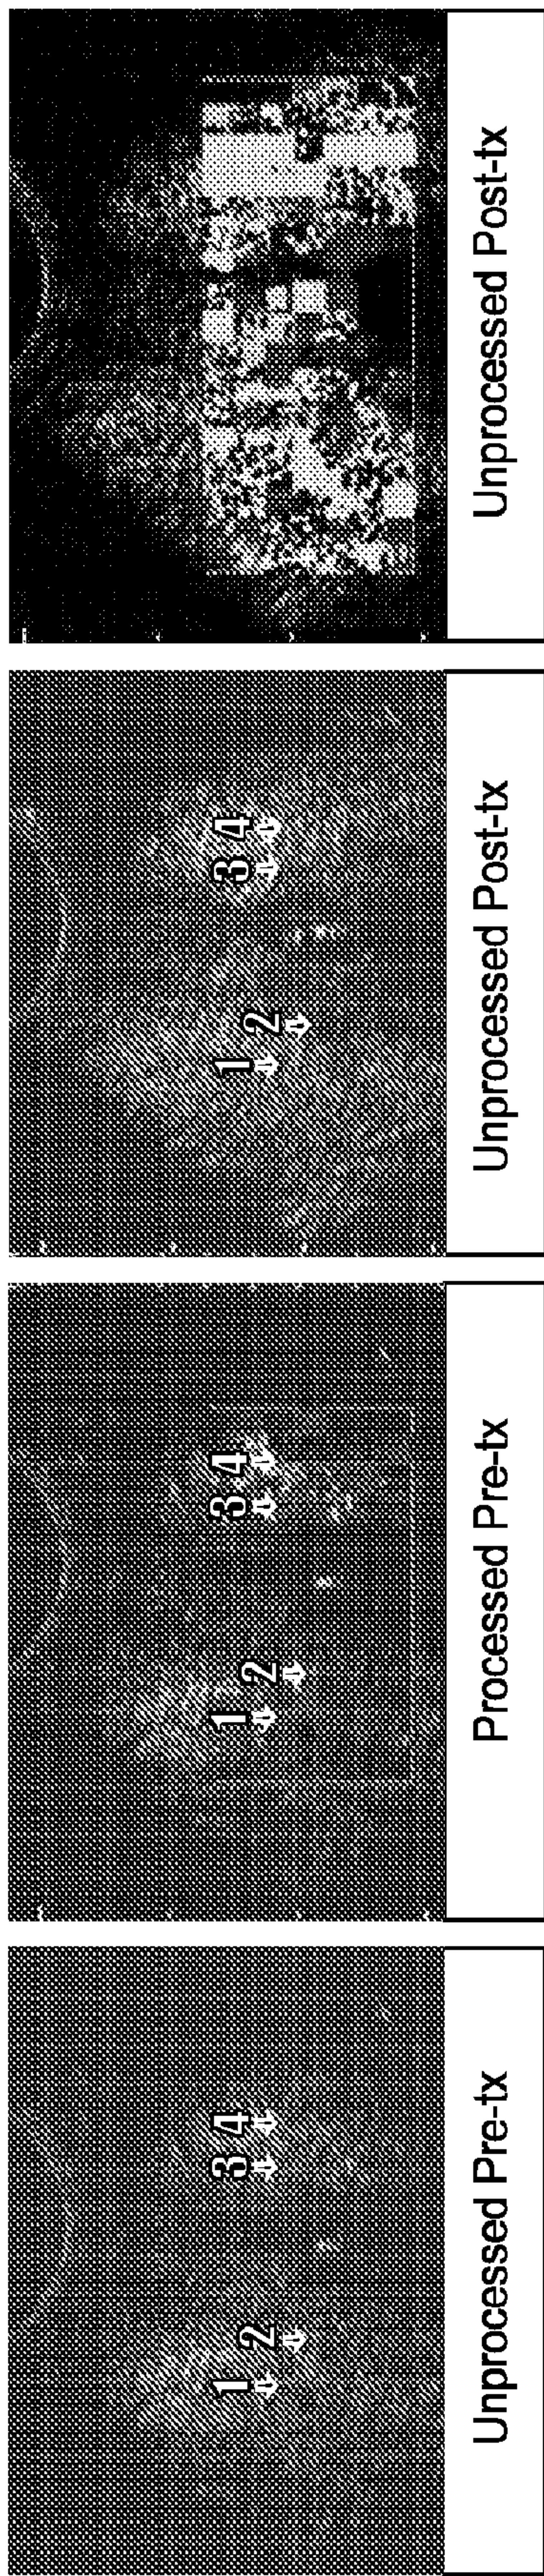 1 2 3 4
Unprocessed Pre-tx
1 2 3 4
Processed Pre-tx
1 2 3 4
Unprocessed Post-tx
Unprocessed Post-tx